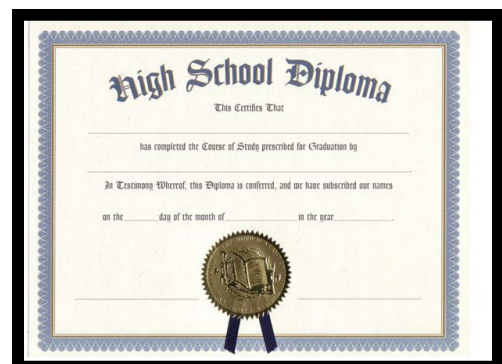 High School Diploma
This Certifies That
has completed the Course of Study prescribed for Graduation by
In Testimony Whereof, this Diploma is conferred, and we have subscribed our names
on the day of the month of in the year